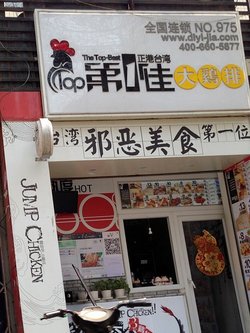 全国连锁 NO.975
www.diyi-jia.com
400-660-5877
The Top-Best
正港台湾
Top
第1佳
大鸡排
台湾 邪恶美食 第一位
HOT
JUMP CHICKEN
JUMP CHICKEN!!